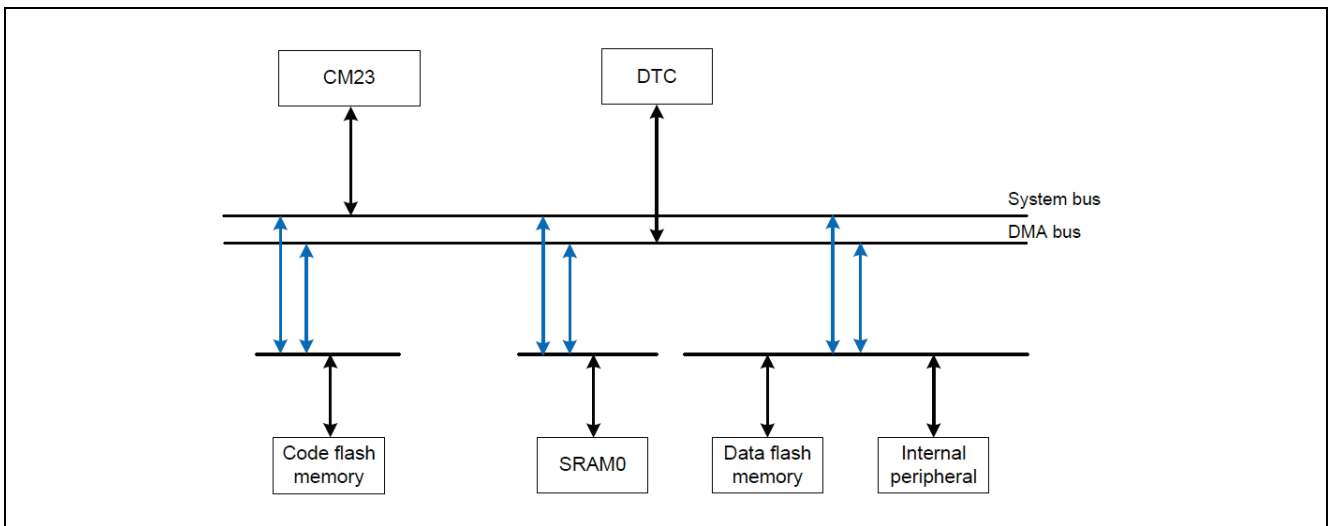 CM23
DTC
System bus
DMA bus
Code flash
memory
SRAM0
Data flash
memory
Internal
peripheral